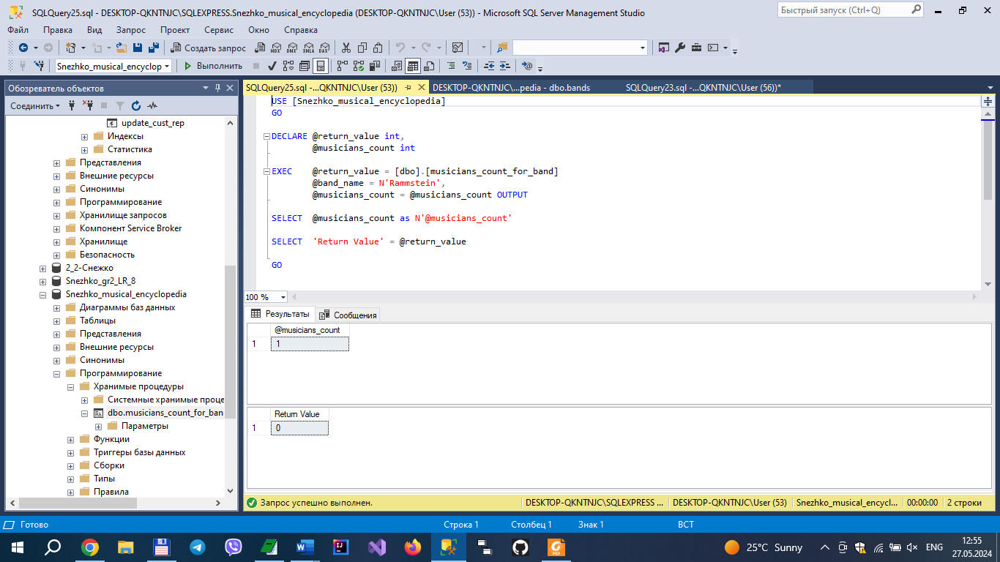 SQLQuery25.sql - DESKTOP-QKNTNJC\SQLEXPRESS.Snezhko_musical_encyclopedia (DESKTOP-QKNTNJC\User (53)) - Microsoft SQL Server Management Studio
Быстрый запуск (Ctrl+Q)
Файл Правка Вид Запрос Проект Сервис Окно Справка
Создать запрос MDX DMX XMLA DAX
Snezhko_musical_encyclop Выполнить
Обозреватель объектов
SQLQuery25.sql -...QKNTNJC\User (53)) DESKTOP-QKNTNJC\...pedia - dbo.bands SQLQuery23.sql -...QKNTNJC\User (56))*
Соединить
update_cust_rep
Индексы
Статистика
Представления
Внешние ресурсы
Синонимы
Программирование
Хранилище запросов
Компонент Service Broker
Хранилище
Безопасность
2_2-Снежко
Snezhko_gr2_LR_8
Snezhko_musical_encyclopedia
Диаграммы баз данных
Таблицы
Представления
Внешние ресурсы
Синонимы
Программирование
Хранимые процедуры
Системные хранимые проце
dbo.musicians_count_for_ban
Параметры
Функции
Триггеры базы данных
Сборки
Типы
Правила
USE [Snezhko_musical_encyclopedia]
GO
DECLARE @return_value int,
@musicians_count int
EXEC @return_value = [dbo].[musicians_count_for_band]
@band_name = N'Rammstein',
@musicians_count = @musicians_count OUTPUT
SELECT @musicians_count as N'@musicians_count'
SELECT 'Return Value' = @return_value
GO
100 %
Результаты Сообщения
@musicians_count
1 1
Return Value
1 0
Запрос успешно выполнен. DESKTOP-QKNTNJC\SQLEXPRESS ... DESKTOP-QKNTNJC\User (53) Snezhko_musical_encycl... 00:00:00 2 строки
Готово Строка 1 Столбец 1 Знак 1 ВСТ
25°C Sunny ENG 12:55
27.05.2024